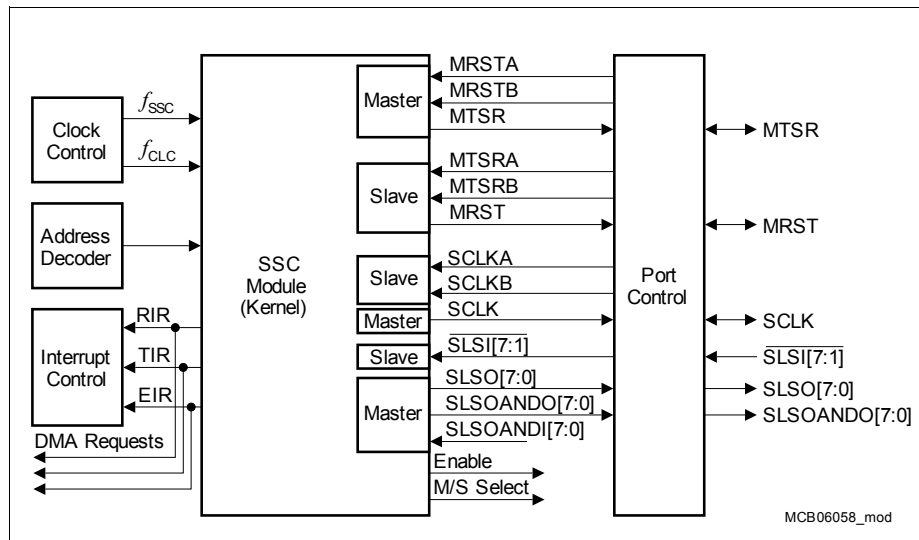 Clock
Control
fSSC
fCLC
Address
Decoder
Interrupt
Control
RIR
TIR
EIR
DMA Requests
SSC
Module
(Kernel)
Master
Slave
Slave
Master
Slave
Master
MRSTA
MRSTB
MTSR
MTSRA
MTSRB
MRST
SCLKA
SCLKB
SCLK
SLSI[7:1]
SLSO[7:0]
SLSOANDO[7:0]
SLSOANDI[7:0]
Enable
M/S Select
Port
Control
MTSR
MRST
SCLK
SLSI[7:1]
SLSO[7:0]
SLSOANDO[7:0]
MCB06058_mod